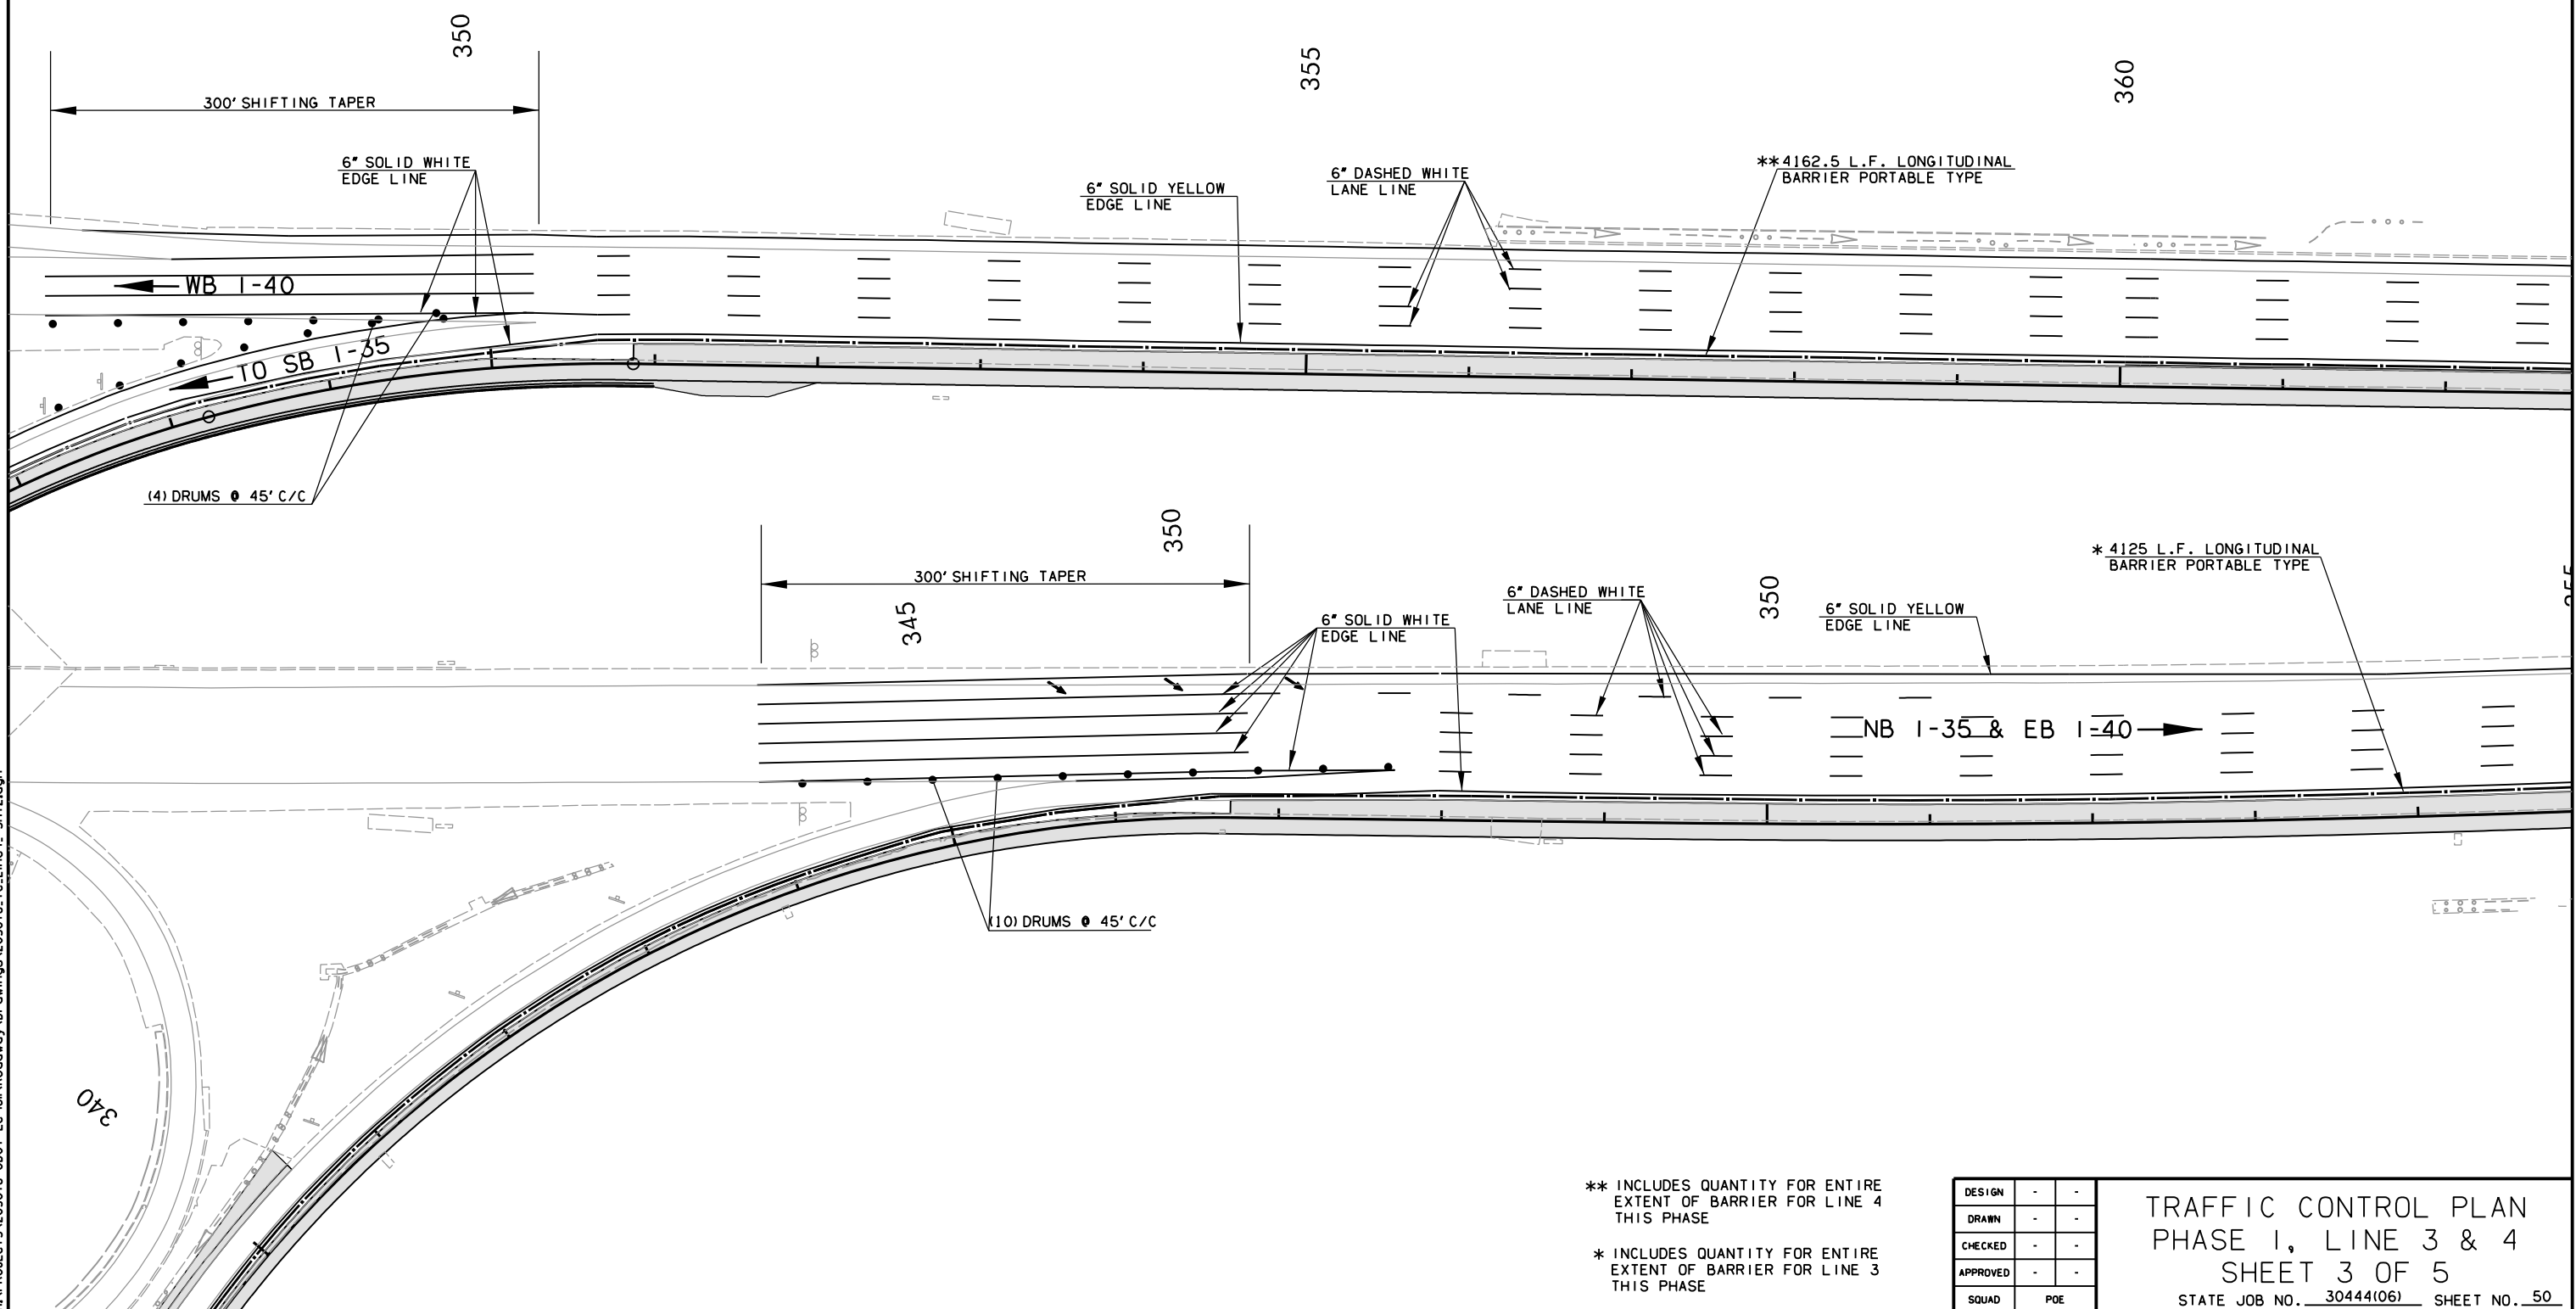 350
355
360
300' SHIFTING TAPER
6" SOLID WHITE
EDGE LINE
6" SOLID YELLOW
EDGE LINE
6" DASHED WHITE
LANE LINE
**4162.5 L.F. LONGITUDINAL
BARRIER PORTABLE TYPE
WB I-40
TO SB I-35
(4) DRUMS @ 45' C/C
350
300' SHIFTING TAPER
345
6" SOLID WHITE
EDGE LINE
6" DASHED WHITE
LANE LINE
350
6" SOLID YELLOW
EDGE LINE
* 4125 L.F. LONGITUDINAL
BARRIER PORTABLE TYPE
NB I-35 & EB I-40
(10) DRUMS @ 45' C/C
340
** INCLUDES QUANTITY FOR ENTIRE
EXTENT OF BARRIER FOR LINE 4
THIS PHASE
* INCLUDES QUANTITY FOR ENTIRE
EXTENT OF BARRIER FOR LINE 3
THIS PHASE
DESIGN - -
DRAWN - -
CHECKED - -
APPROVED - -
SQUAD POE
TRAFFIC CONTROL PLAN
PHASE 1, LINE 3 & 4
SHEET 3 OF 5
STATE JOB NO. 30444(06) SHEET NO. 50